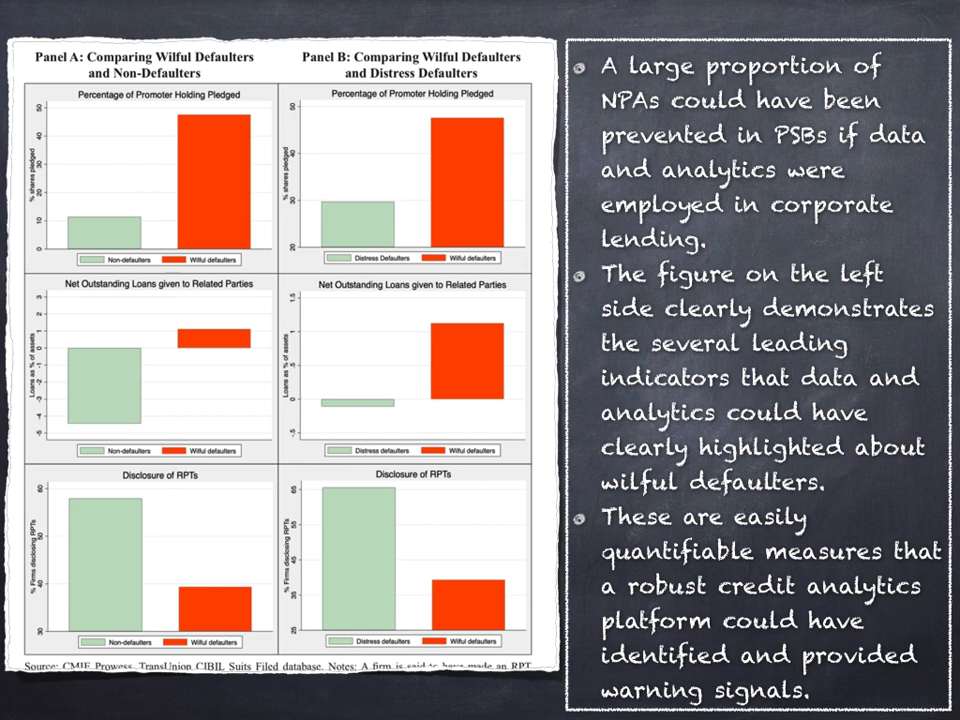 Panel A: Comparing Wilful Defaulters
and Non-Defaulters
Percentage of Promoter Holding Pledged
% shares pledged
50
40
30
20
10
0
Non-defaulters Wilful defaulters
Net Outstanding Loans given to Related Parties
Loans as % of assets
3
2
1
0
-1
-2
-3
-4
-5
Non-defaulters Wilful defaulters
Disclosure of RPTs
% Firms disclosing RPTs
60
50
40
30
Non-defaulters Wilful defaulters
Panel B: Comparing Wilful Defaulters
and Distress Defaulters
Percentage of Promoter Holding Pledged
% shares pledged
50
40
30
20
Distress Defaulters Wilful defaulters
Net Outstanding Loans given to Related Parties
Loans as % of assets
1.5
1
.5
0
-.5
Distress defaulters Wilful defaulters
Disclosure of RPTs
% Firms disclosing RPTs
65
55
45
35
25
Distress defaulters Wilful defaulters
Source: CMIE Prowess, TransUnion CIBIL Suits Filed database. Notes: A firm is said to have made an RPT
A large proportion of
NPAs could have been
prevented in PSBs if data
and analytics were
employed in corporate
lending.
The figure on the left
side clearly demonstrates
the several leading
indicators that data and
analytics could have
clearly highlighted about
wilful defaulters.
These are easily
quantifiable measures that
a robust credit analytics
platform could have
identified and provided
warning signals.